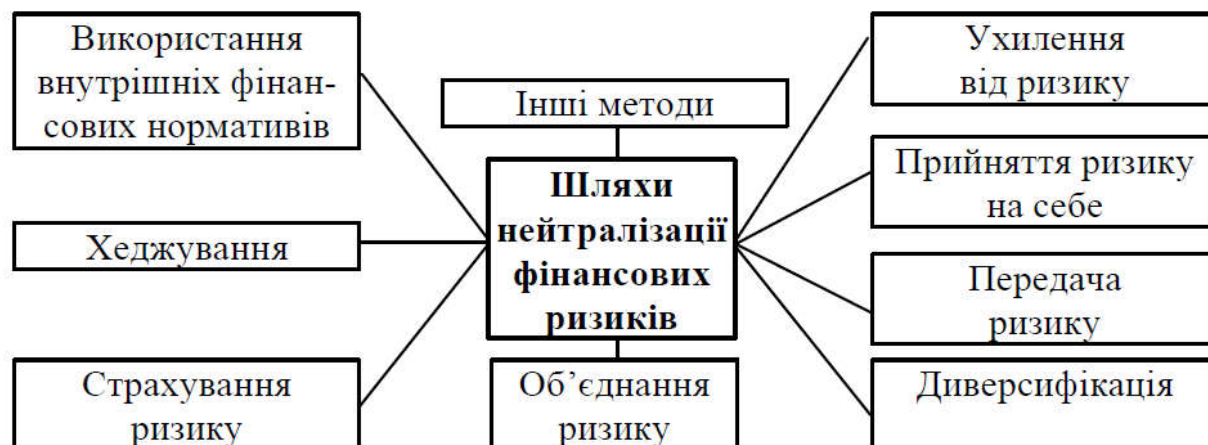 Використання
внутрішніх фінан-
сових нормативів
Хеджування
Страхування
ризику
Інші методи
Шляхи
нейтралізації
фінансових
ризиків
Об’єднання
ризику
Ухилення
від ризику
Прийняття ризику
на себе
Передача
ризику
Диверсифікація